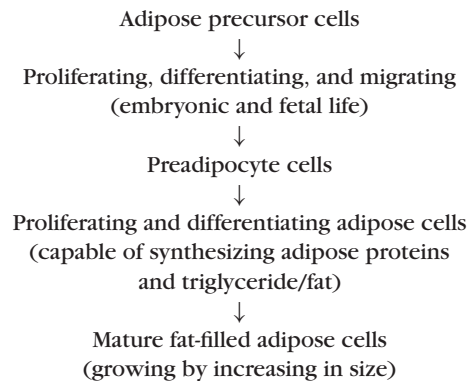 Adipose precursor cells
↓
Proliferating, differentiating, and migrating
(embryonic and fetal life)
↓
Preadipocyte cells
↓
Proliferating and differentiating adipose cells
(capable of synthesizing adipose proteins
and triglyceride/fat)
↓
Mature fat-filled adipose cells
(growing by increasing in size)